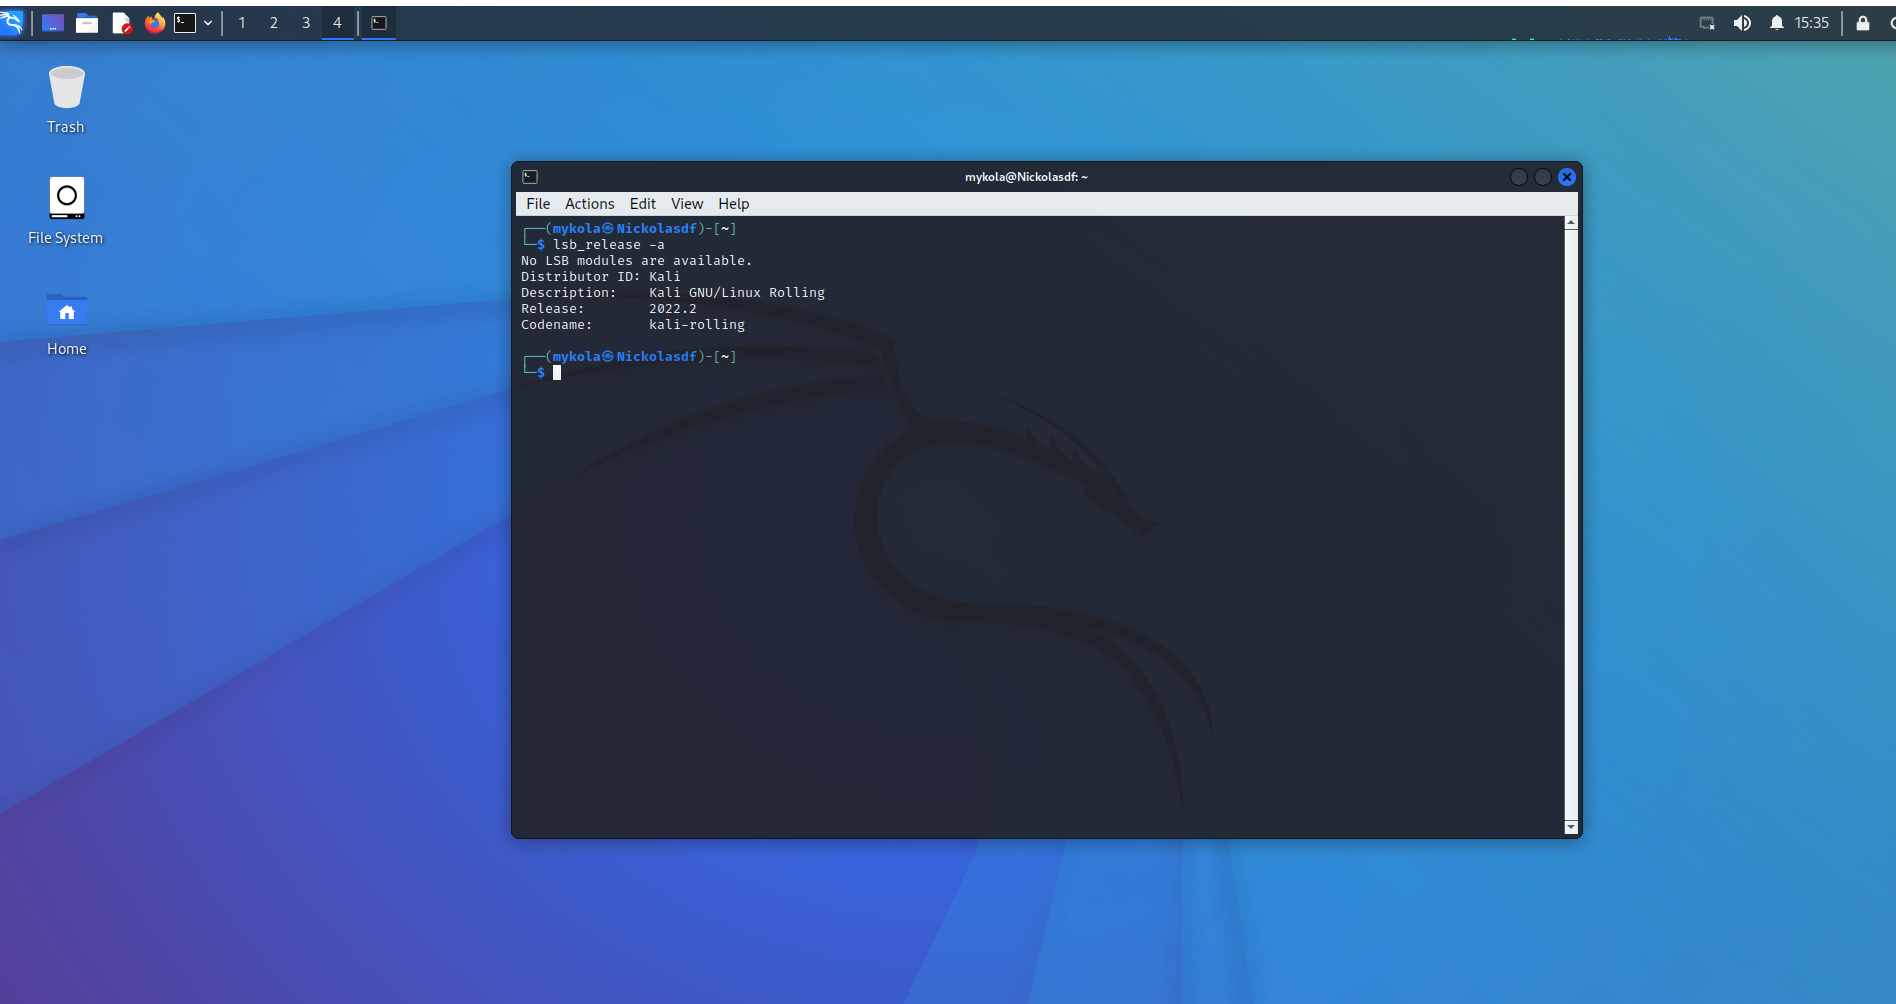 1 2 3 4
15:35
Trash
File System
Home
mykola@Nickolasdf: ~
File Actions Edit View Help
┌──(mykola㉿Nickolasdf)-[~]
└─$ lsb_release -a
No LSB modules are available.
Distributor ID: Kali
Description:    Kali GNU/Linux Rolling
Release:        2022.2
Codename:       kali-rolling
┌──(mykola㉿Nickolasdf)-[~]
└─$